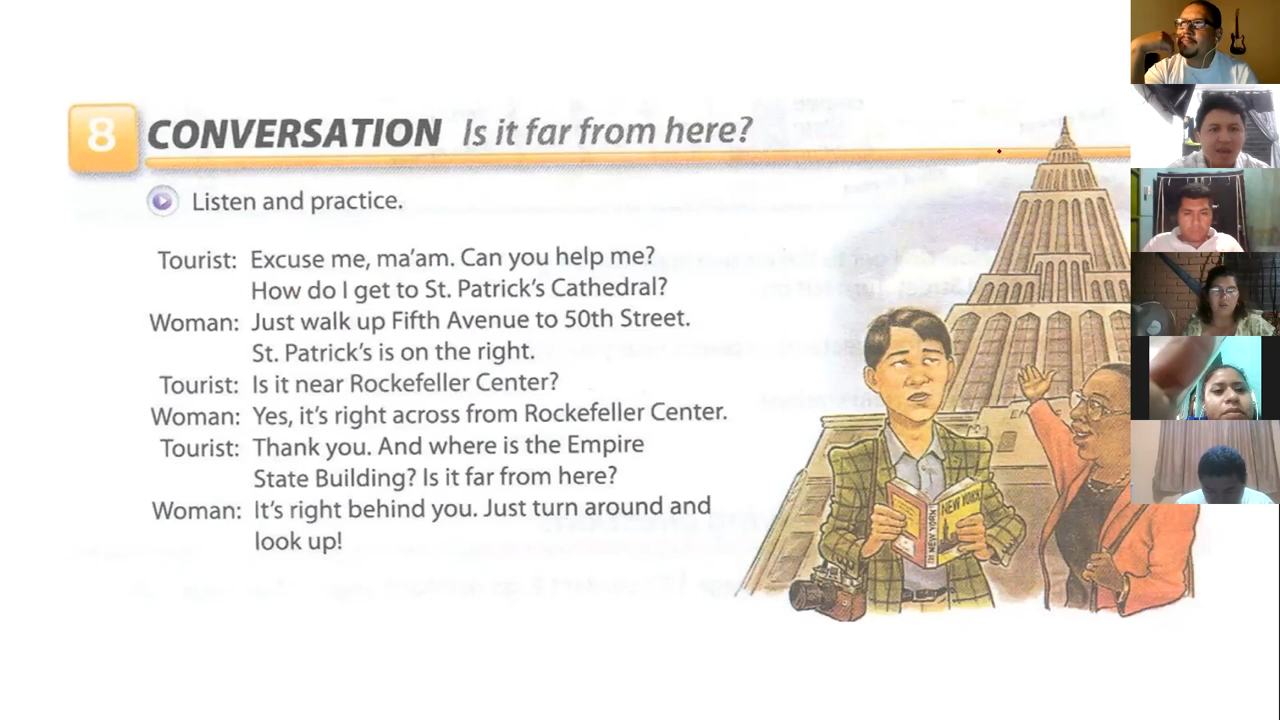 8 CONVERSATION Is it far from here?
Listen and practice.
Tourist: Excuse me, ma'am. Can you help me?
How do I get to St. Patrick's Cathedral?
Woman: Just walk up Fifth Avenue to 50th Street.
St. Patrick's is on the right.
Tourist: Is it near Rockefeller Center?
Woman: Yes, it's right across from Rockefeller Center.
Tourist: Thank you. And where is the Empire
State Building? Is it far from here?
Woman: It's right behind you. Just turn around and
look up!
NEW YORK
NEW YORK